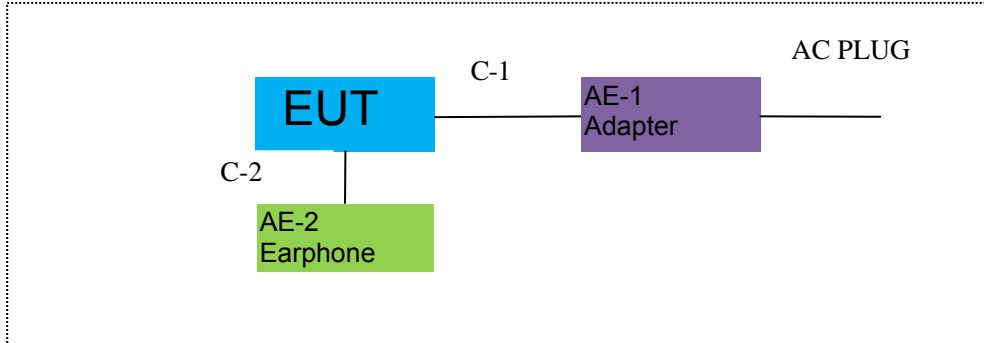 AC PLUG
C-1
EUT
AE-1
Adapter
C-2
AE-2
Earphone